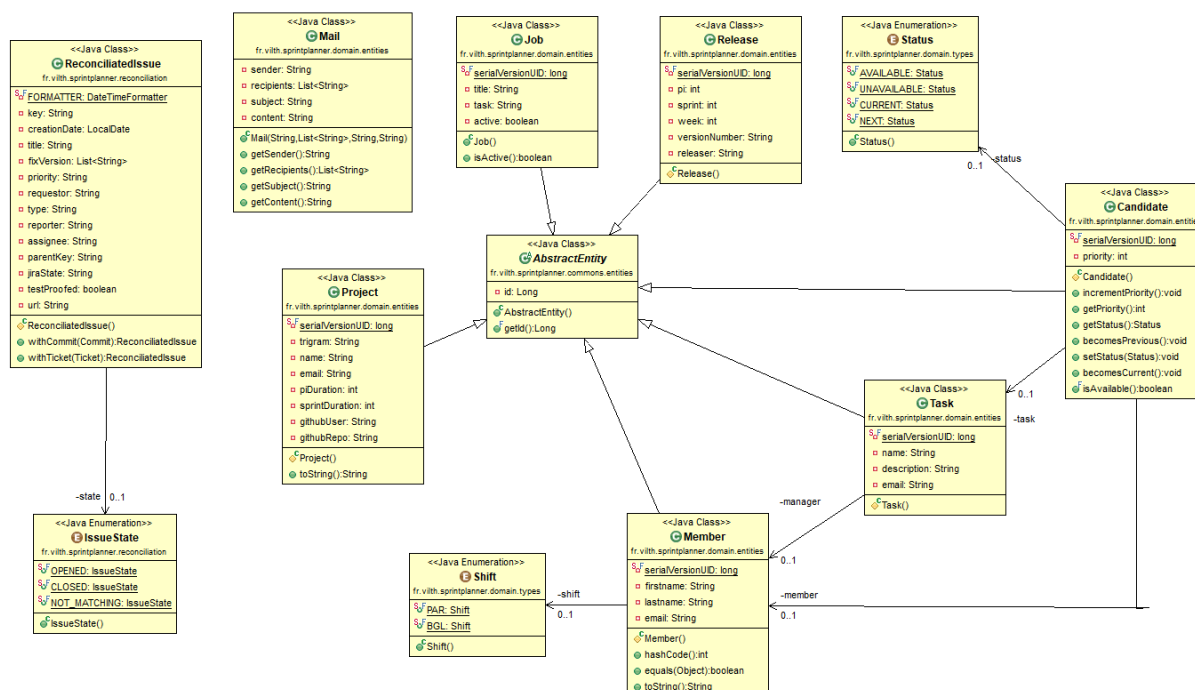 <<Java Class>>
ReconciliatedIssue
fr.vilth.sprintplanner.reconciliation
FORMATTER: DateTimeFormatter
key: String
creationDate: LocalDate
title: String
fixVersion: List<String>
priority: String
requestor: String
type: String
reporter: String
assignee: String
parentKey: String
jiraState: String
testProofed: boolean
url: String
ReconciliatedIssue()
withCommit(Commit):ReconciliatedIssue
withTicket(Ticket):ReconciliatedIssue
-state
0..1
<<Java Enumeration>>
IssueState
fr.vilth.sprintplanner.reconciliation
OPENED: IssueState
CLOSED: IssueState
NOT_MATCHING: IssueState
IssueState()
<<Java Class>>
Mail
fr.vilth.sprintplanner.domain.entities
sender: String
recipients: List<String>
subject: String
content: String
Mail(String,List<String>,String,String)
getSender():String
getRecipients():List<String>
getSubject():String
getContent():String
<<Java Class>>
Job
fr.vilth.sprintplanner.domain.entities
serialVersionUID: long
title: String
task: String
active: boolean
Job()
isActive():boolean
<<Java Class>>
Release
fr.vilth.sprintplanner.domain.entities
serialVersionUID: long
pi: int
sprint: int
week: int
versionNumber: String
releaser: String
Release()
<<Java Enumeration>>
Status
fr.vilth.sprintplanner.domain.types
AVAILABLE: Status
UNAVAILABLE: Status
CURRENT: Status
NEXT: Status
Status()
0..1
-status
<<Java Class>>
Candidate
fr.vilth.sprintplanner.domain.entities
serialVersionUID: long
priority: int
Candidate()
incrementPriority():void
getPriority():int
getStatus():Status
becomesPrevious():void
setStatus(Status):void
becomesCurrent():void
isAvailable():boolean
<<Java Class>>
AbstractEntity
fr.vilth.sprintplanner.commons.entities
id: Long
AbstractEntity()
getId():Long
<<Java Class>>
Project
fr.vilth.sprintplanner.domain.entities
serialVersionUID: long
trigram: String
name: String
email: String
piDuration: int
sprintDuration: int
githubUser: String
githubRepo: String
Project()
toString():String
<<Java Class>>
Task
fr.vilth.sprintplanner.domain.entities
serialVersionUID: long
name: String
description: String
email: String
Task()
0..1
-task
-manager
0..1
<<Java Class>>
Member
fr.vilth.sprintplanner.domain.entities
serialVersionUID: long
firstname: String
lastname: String
email: String
Member()
hashCode():int
equals(Object):boolean
toString():String
-member
0..1
-shift
0..1
<<Java Enumeration>>
Shift
fr.vilth.sprintplanner.domain.types
PAR: Shift
BGL: Shift
Shift()